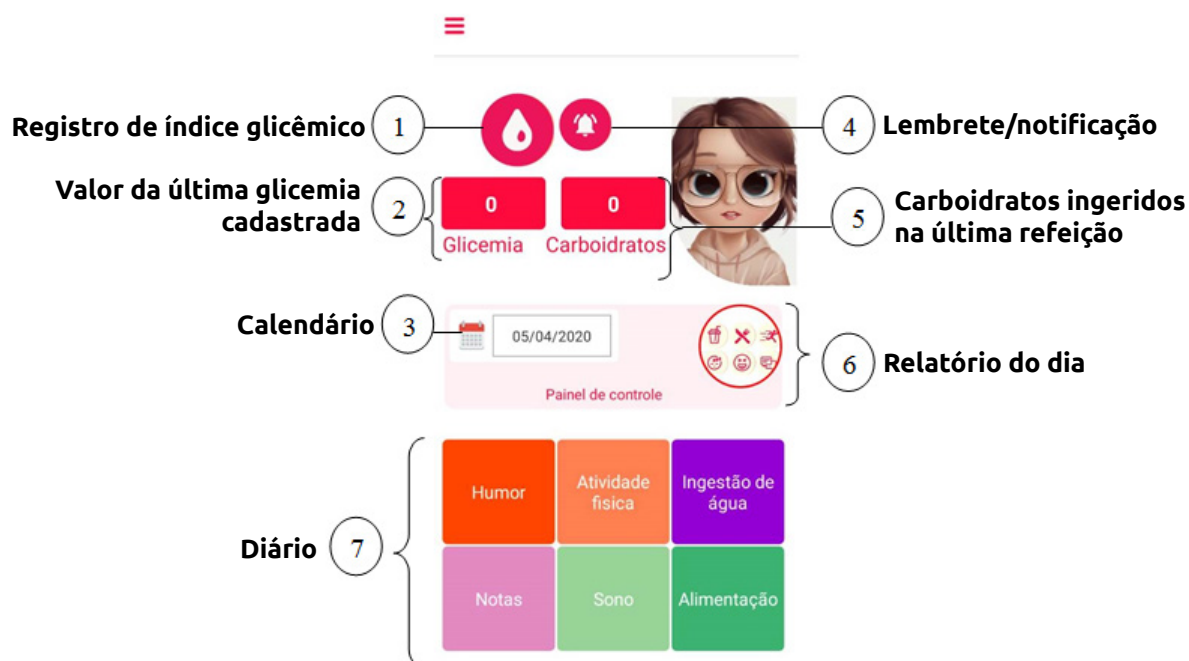 Registro de índice glicêmico
1
4
Lembrete/notificação
Valor da última glicemia
cadastrada
2
0
0
Glicemia
Carboidratos
5
Carboidratos ingeridos
na última refeição
Calendário
3
05/04/2020
Painel de controle
6
Relatório do dia
Diário
7
Humor
Atividade
fisica
Ingestão de
água
Notas
Sono
Alimentação